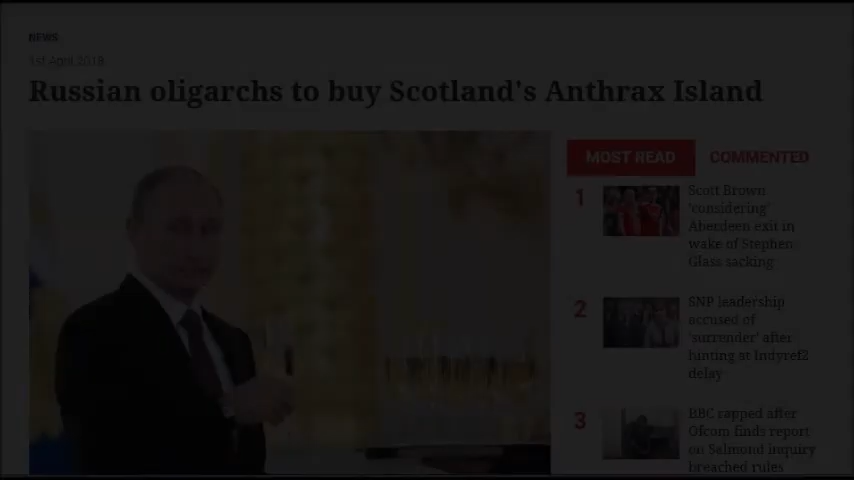 NEWS
1st April 2018
Russian oligarchs to buy Scotland's Anthrax Island
MOST READ COMMENTED
1
Scott Brown
'considering'
Aberdeen exit in
wake of Stephen
Glass sacking
2
SNP leadership
accused of
'surrender' after
hinting at Indyref2
delay
3
BBC rapped after
Ofcom finds report
on Salmond inquiry
breached rules